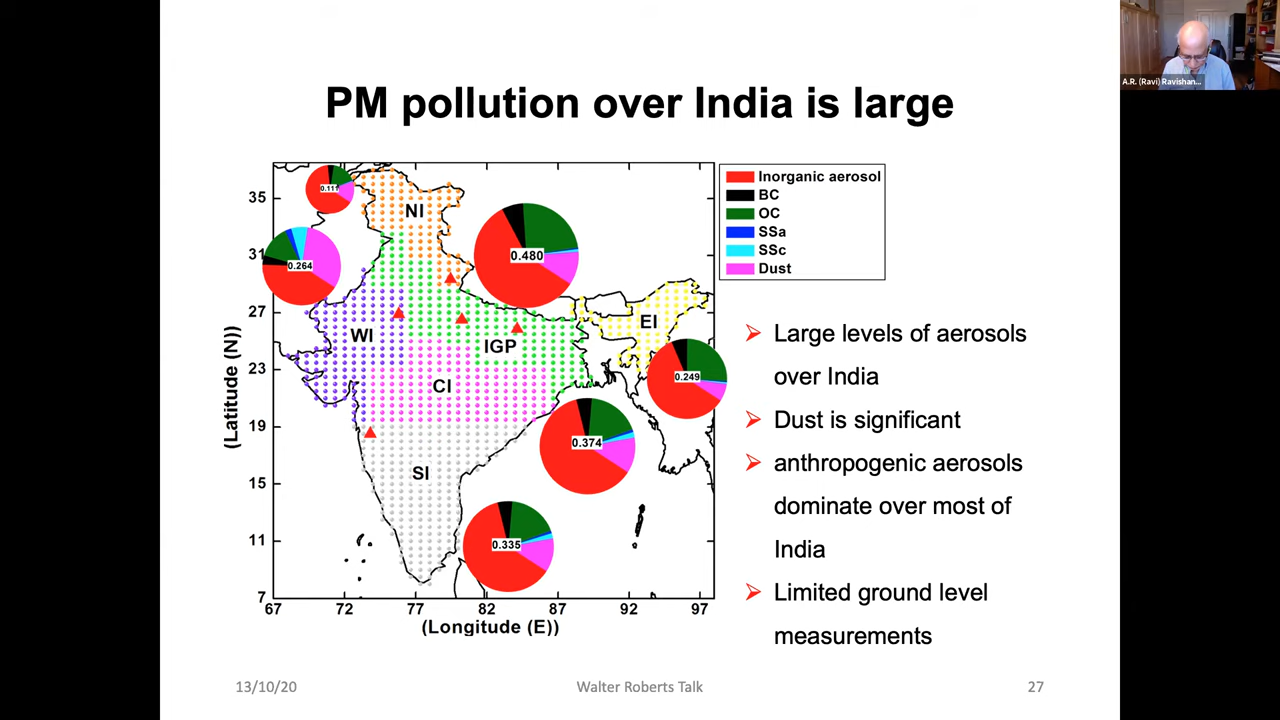 A.R. (Ravi) Ravishan...
PM pollution over India is large
Inorganic aerosol
BC
OC
SSa
SSc
Dust
35
31
27
23
19
15
11
7
(Latitude (N))
67
72
77
82
87
92
97
(Longitude (E))
0.111
NI
0.264
0.480
EI
WI
IGP
CI
0.249
0.374
SI
0.335
Large levels of aerosols
over India
Dust is significant
anthropogenic aerosols
dominate over most of
India
Limited ground level
measurements
13/10/20
Walter Roberts Talk
27